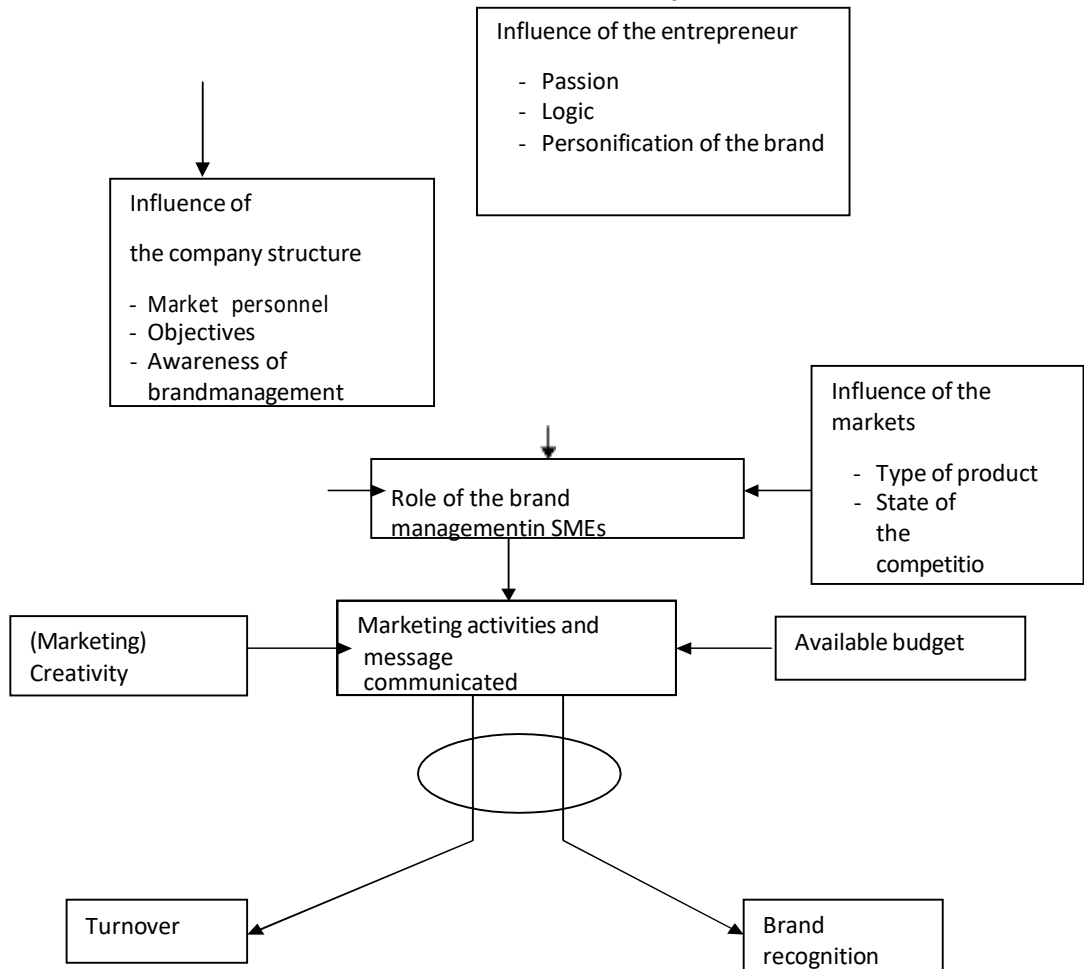 Influence of the entrepreneur
- Passion
- Logic
- Personification of the brand
Influence of
the company structure
- Market personnel
- Objectives
- Awareness of
brandmanagement
Influence of the
markets
- Type of product
- State of
the
competitio
Role of the brand
managementin SMEs
(Marketing)
Creativity
Marketing activities and
message
communicated
Available budget
Turnover
Brand
recognition